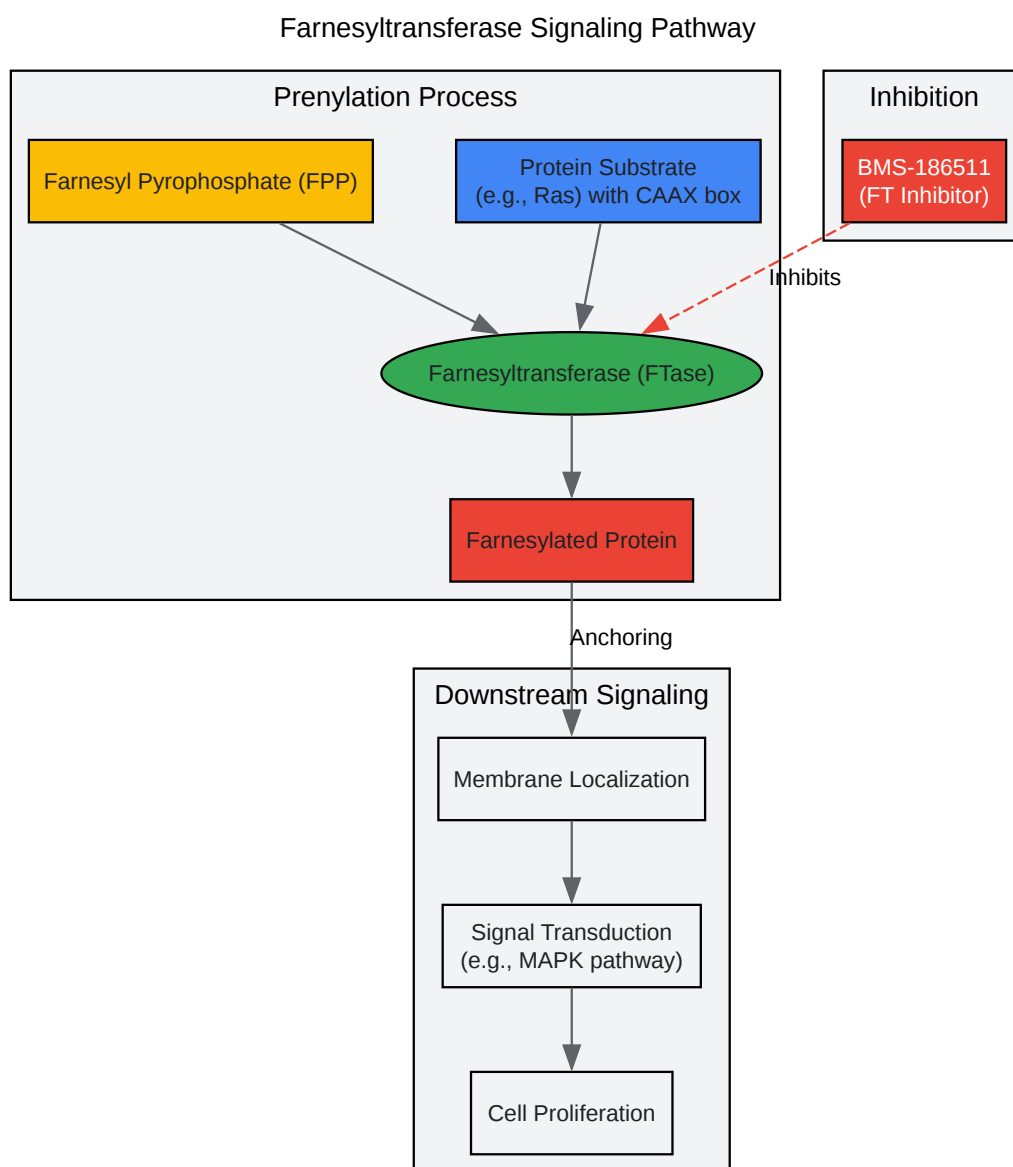 Farnesyltransferase Signaling Pathway
Prenylation Process
Inhibition
Farnesyl Pyrophosphate (FPP)
Protein Substrate
(e.g., Ras) with CAAX box
BMS-186511
(FT Inhibitor)
Inhibits
Farnesyltransferase (FTase)
Farnesylated Protein
Anchoring
Downstream Signaling
Membrane Localization
Signal Transduction
(e.g., MAPK pathway)
Cell Proliferation